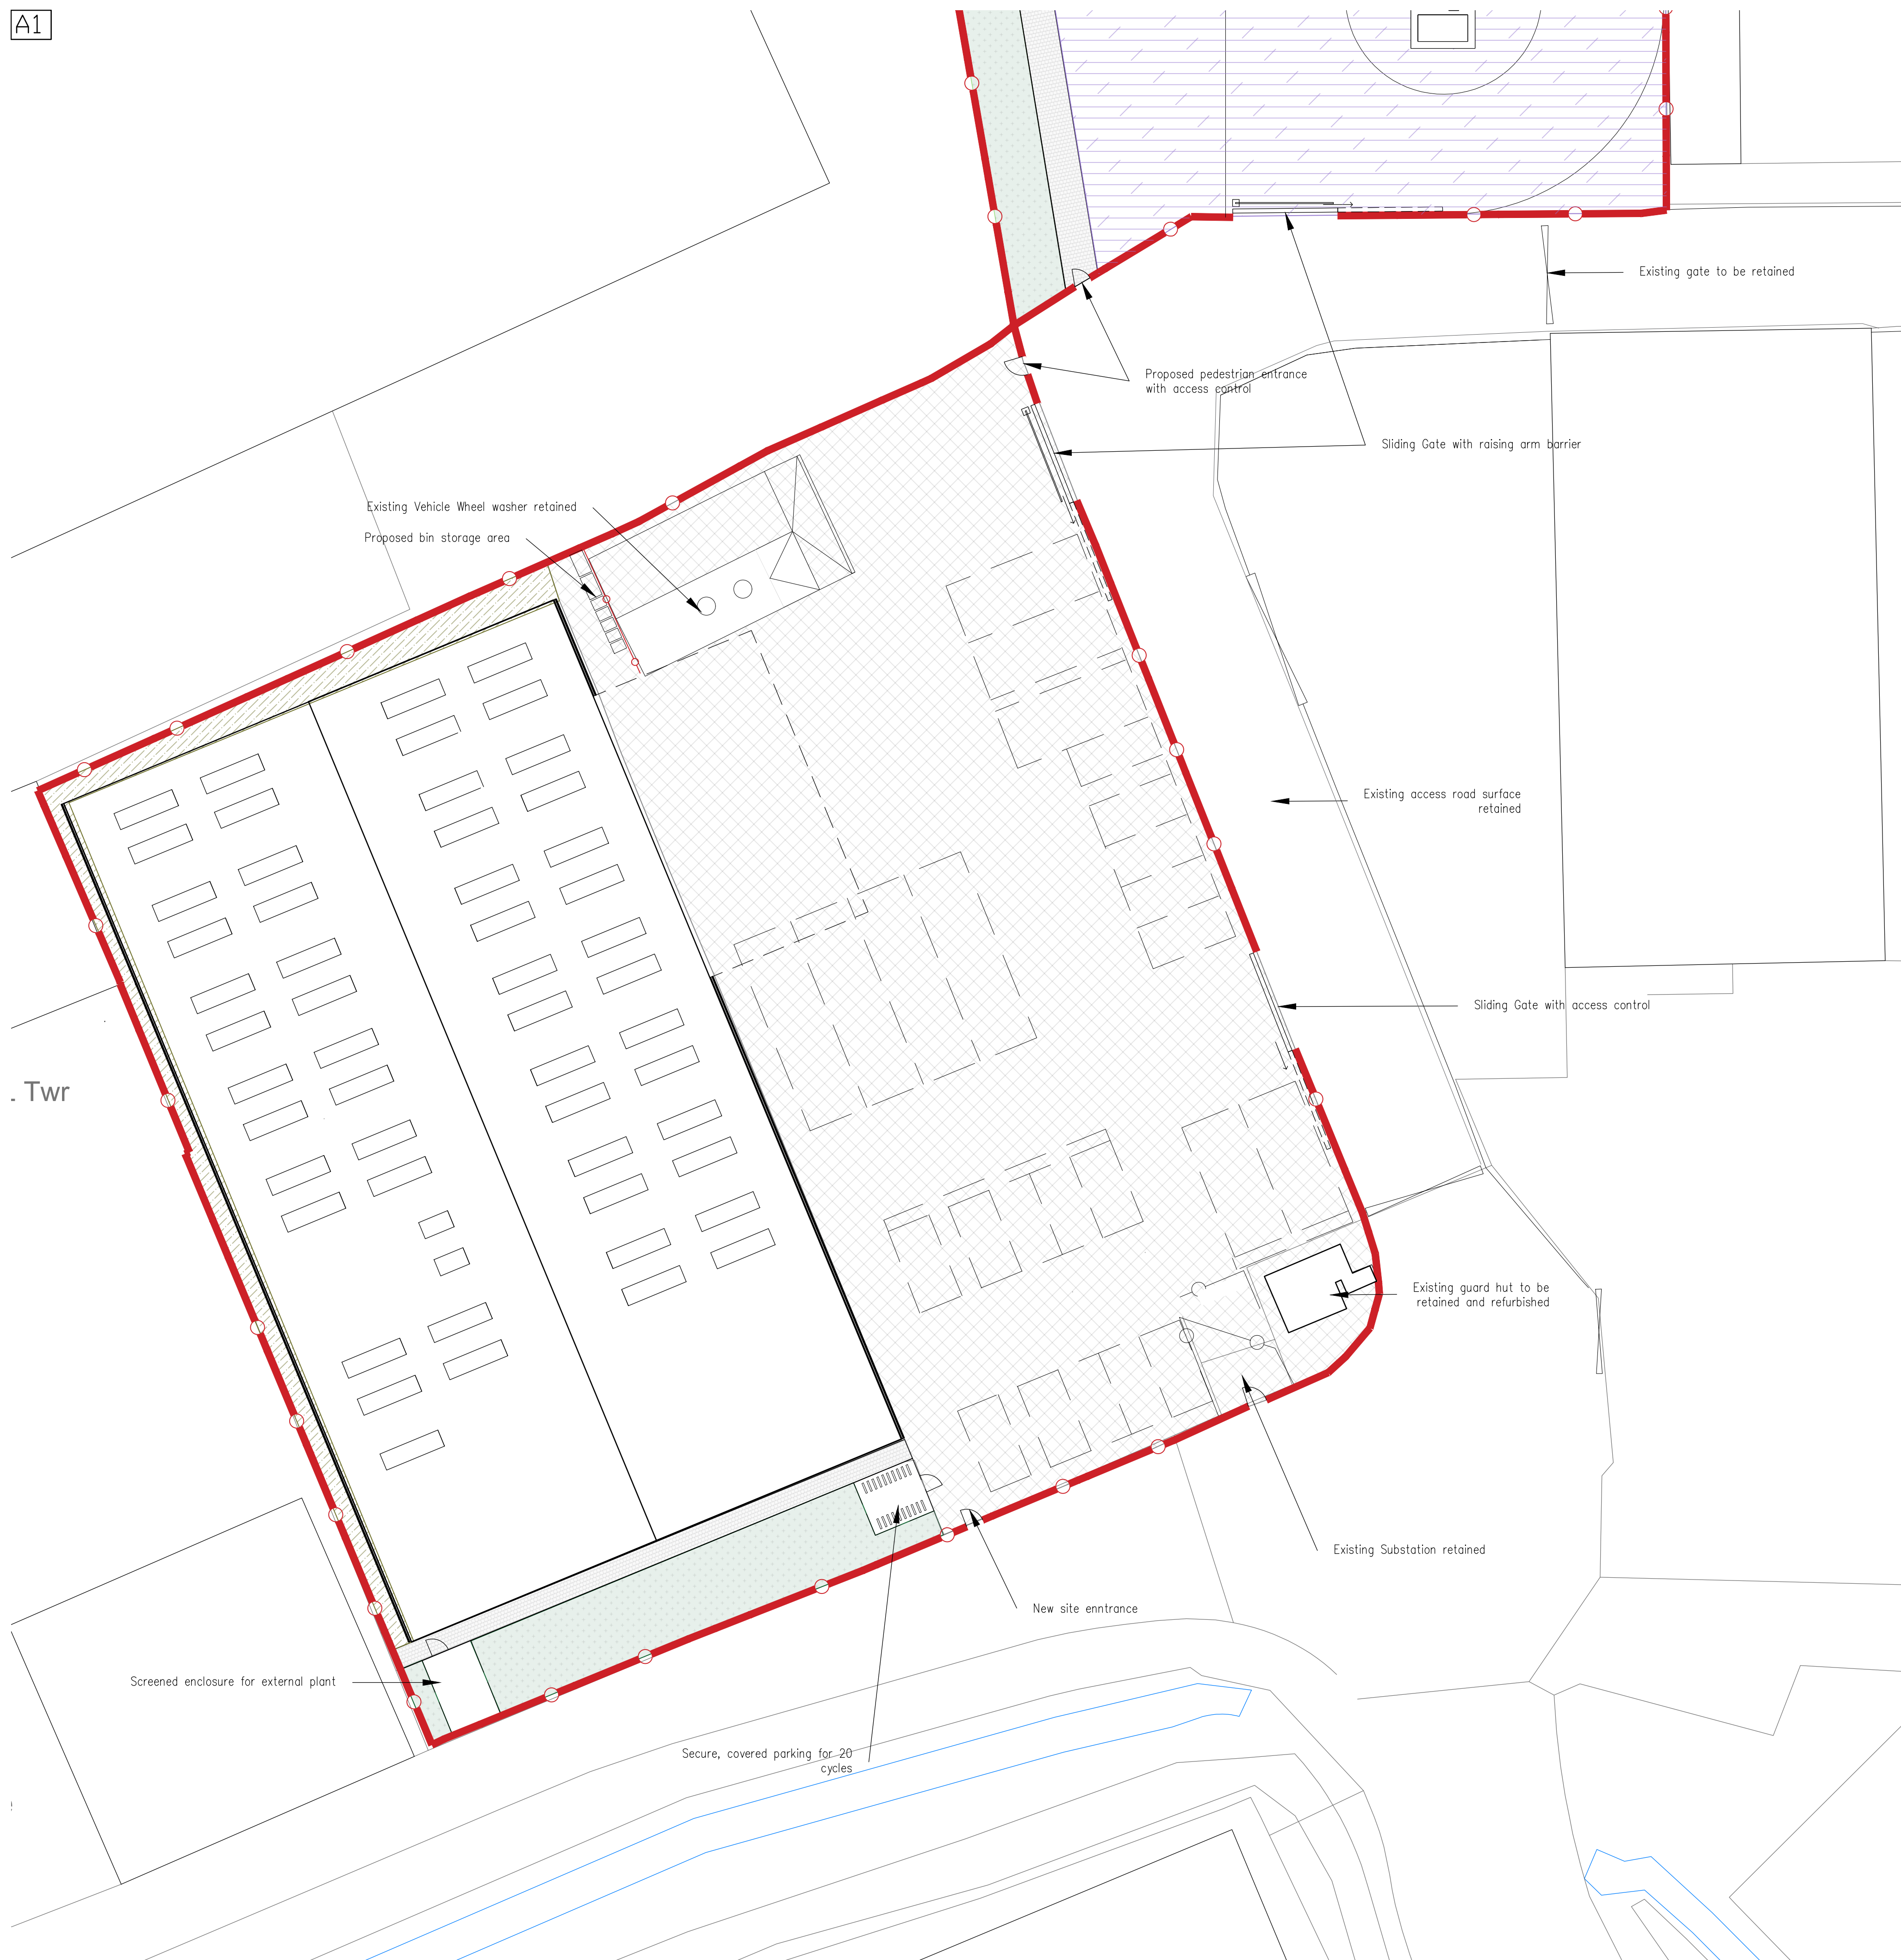 A1
Existing gate to be retained
Proposed pedestrian entrance
with access control
Sliding Gate with raising arm barrier
Existing Vehicle Wheel washer retained
Proposed bin storage area
Existing access road surface
retained
Sliding Gate with access control
. Twr
Existing guard hut to be
retained and refurbished
Existing Substation retained
New site enntrance
Screened enclosure for external plant
Secure, covered parking for 20
cycles